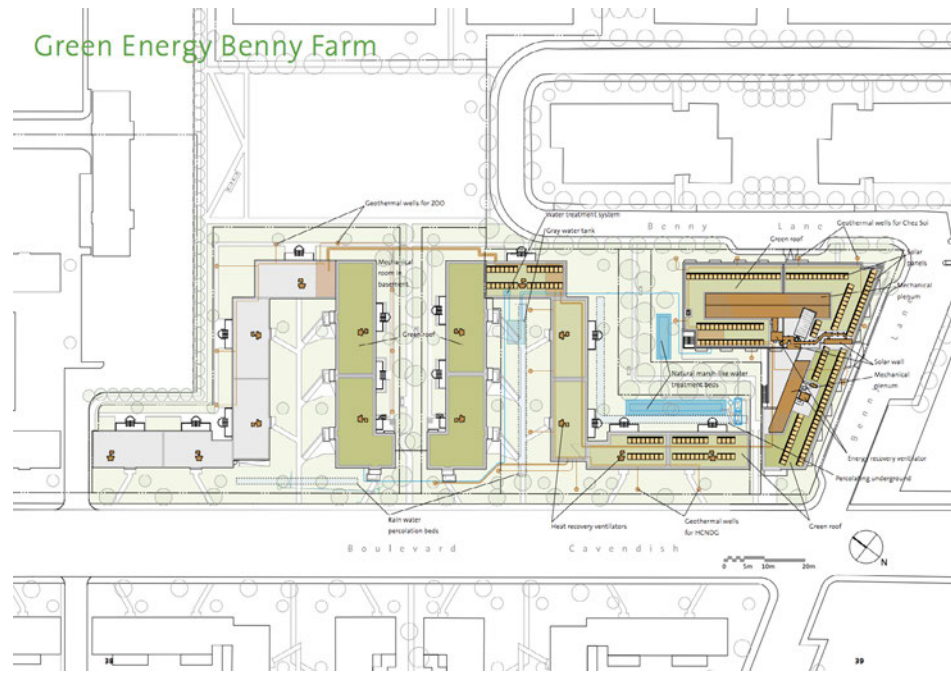 Green Energy Benny Farm
Geothermal wells for ZOO
Water treatment system
Gray water tank
Benny Lane
Geothermal wells for Chez Soi
Green roof
Solar
panels
Mechanical
room in
basement
Mechanical
plenum
Green roof
Solar wall
Mechanical
plenum
Natural marsh-like water
treatment beds
Benny Lane
Energy recovery ventilator
Percolating underground
Rain water
percolation beds
Heat recovery ventilators
Geothermal wells
for HCNDG
Green roof
Boulevard Cavendish
N
0 5m 10m 20m
38
39